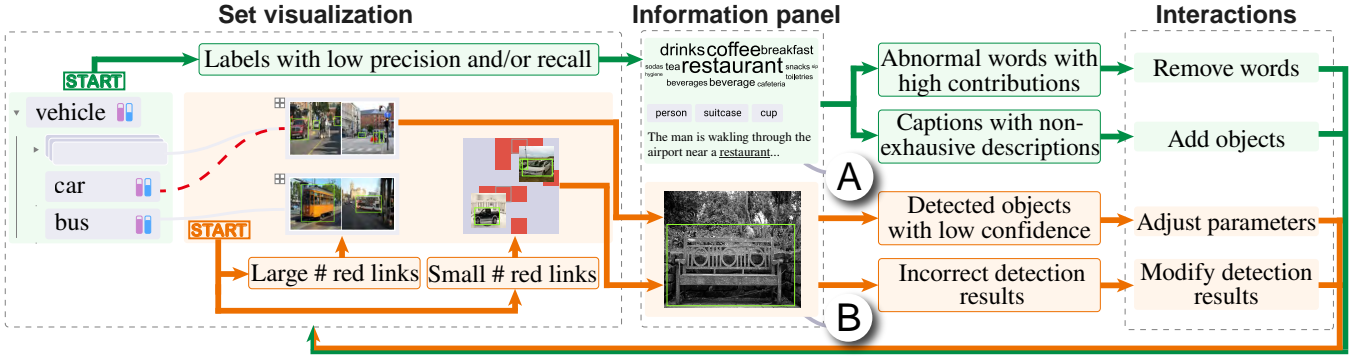 Set visualization
Information panel
Interactions
START
Labels with low precision and/or recall
vehicle
car
bus
START
Large # red links
Small # red links
drinks coffee breakfast
sodas tea restaurant snacks sip
hygiene toiletries
beverages beverage cafeteria
person suitcase cup
The man is wakling through the
airport near a restaurant...
A
B
Abnormal words with
high contributions
Captions with non-
exhausive descriptions
Detected objects
with low confidence
Incorrect detection
results
Remove words
Add objects
Adjust parameters
Modify detection
results